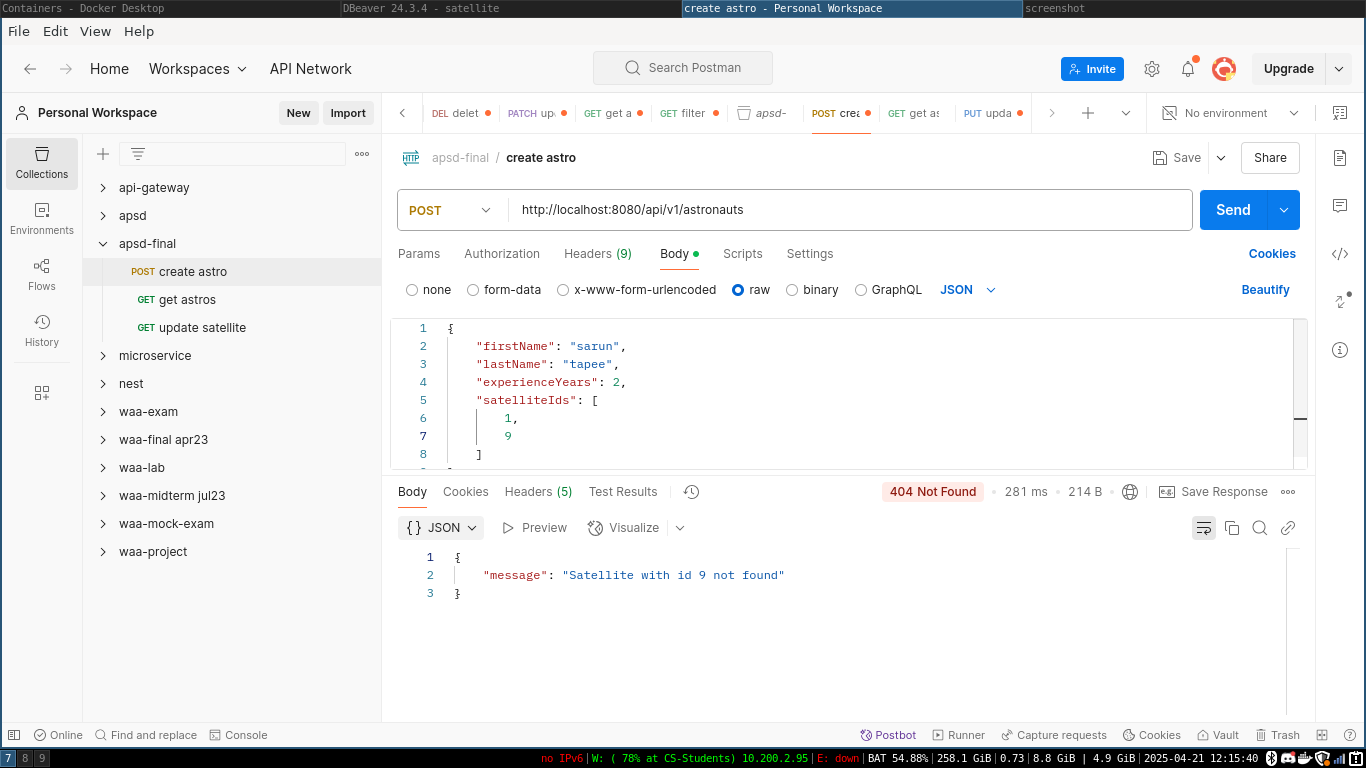 Containers - Docker Desktop DBeaver 24.3.4 - satellite create astro - Personal Workspace screenshot
File Edit View Help
Home Workspaces API Network Search Postman Invite Upgrade
Personal Workspace New Import DEL delet PATCH up GET get a GET filter apsd- POST crea GET get as PUT upda No environment
Collections
Environments
Flows
History
api-gateway
apsd
apsd-final
POST create astro
GET get astros
GET update satellite
microservice
nest
waa-exam
waa-final apr23
waa-lab
waa-midterm jul23
waa-mock-exam
waa-project
HTTP apsd-final / create astro Save Share
POST http://localhost:8080/api/v1/astronauts Send
Params Authorization Headers (9) Body Scripts Settings Cookies
none form-data x-www-form-urlencoded raw binary GraphQL JSON Beautify
1 {
2 "firstName": "sarun",
3 "lastName": "tapee",
4 "experienceYears": 2,
5 "satelliteIds": [
6 1,
7 9
8 ]
Body Cookies Headers (5) Test Results 404 Not Found 281 ms 214 B e.g. Save Response
{} JSON Preview Visualize
1 {
2 "message": "Satellite with id 9 not found"
3 }
Online Find and replace Console Postbot Runner Capture requests Cookies Vault Trash
7 8 9 no IPv6|W: ( 78% at CS-Students) 10.200.2.95|E: down|BAT 54.88%|258.1 GiB|0.73|8.8 GiB | 4.9 GiB|2025-04-21 12:15:40